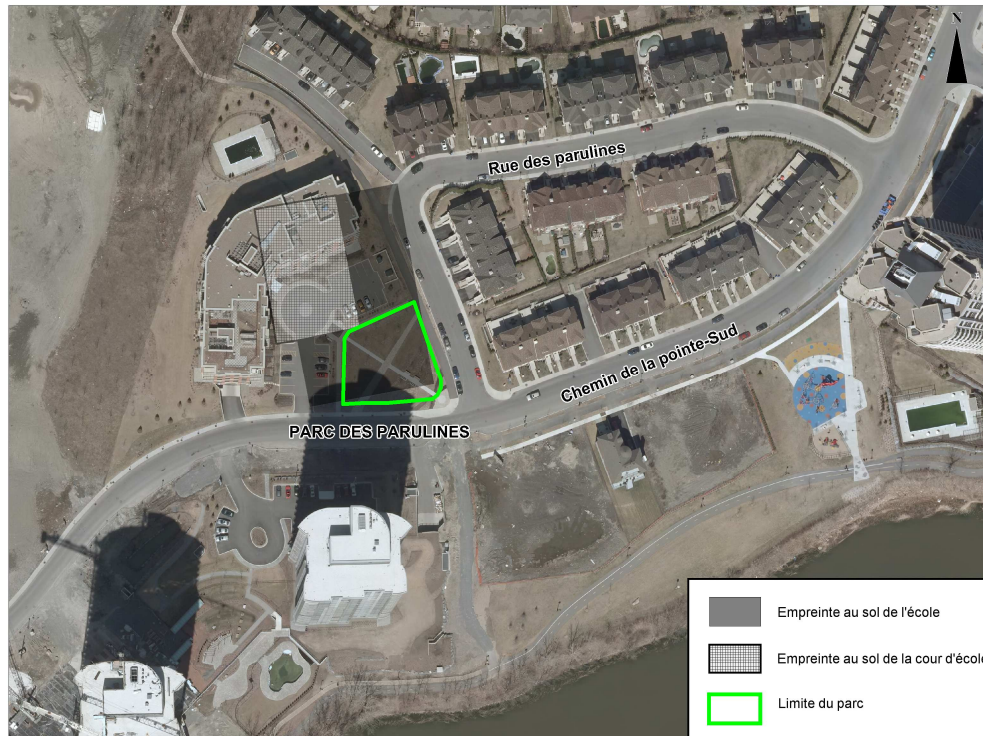 N
Rue des parulines
Chemin de la pointe-Sud
PARC DES PARULINES
Empreinte au sol de l'école
Empreinte au sol de la cour d'école
Limite du parc